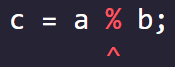 c = a % b;
^